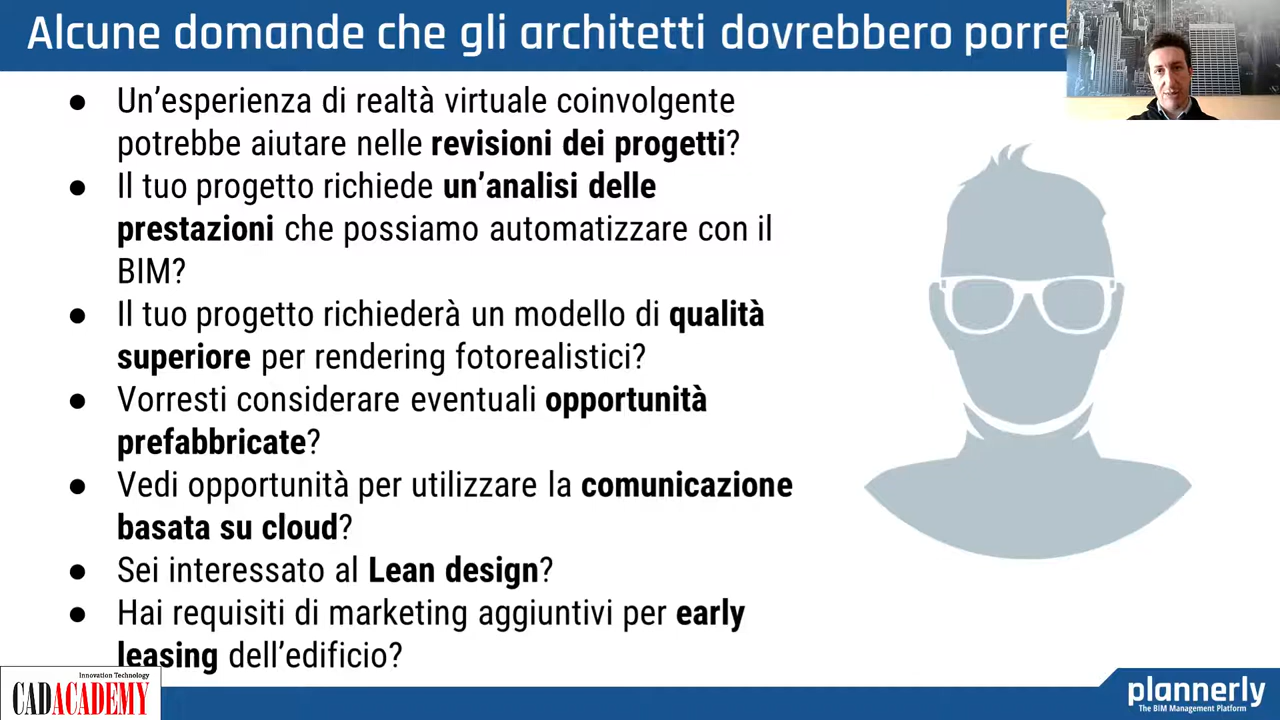 Alcune domande che gli architetti dovrebbero porre
● Un’esperienza di realtà virtuale coinvolgente
potrebbe aiutare nelle revisioni dei progetti?
● Il tuo progetto richiede un’analisi delle
prestazioni che possiamo automatizzare con il
BIM?
● Il tuo progetto richiederà un modello di qualità
superiore per rendering fotorealistici?
● Vorresti considerare eventuali opportunità
prefabbricate?
● Vedi opportunità per utilizzare la comunicazione
basata su cloud?
● Sei interessato al Lean design?
● Hai requisiti di marketing aggiuntivi per early
leasing dell’edificio?
Innovation Technology
CADACADEMY
plannerly
The BIM Management Platform